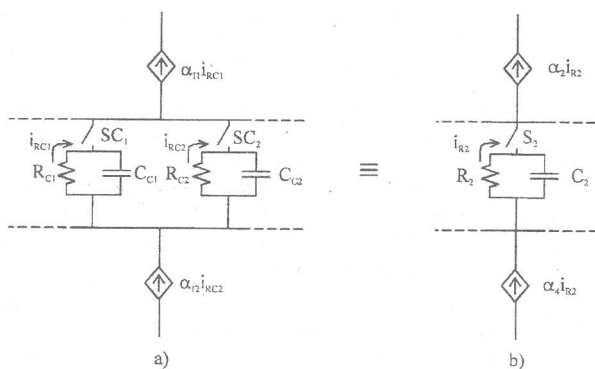 α_{I1}i_{RC1}
α_2i_{R2}
i_{RC1}
SC_1
i_{RC2}
SC_2
i_{R2}
S_2
R_{C1}
C_{C1}
R_{C2}
C_{C2}
≡
R_2
C_2
α_{I2}i_{RC2}
α_4i_{R2}
a)
b)